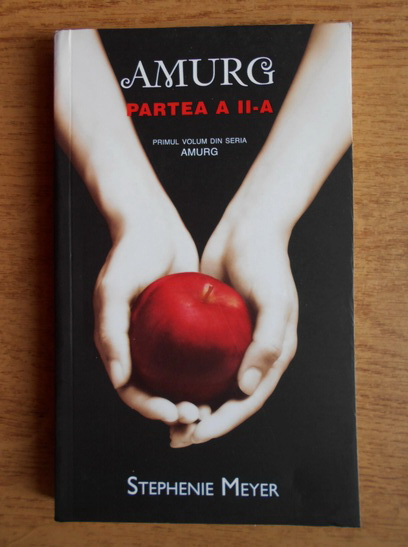 AMURG
PARTEA A II-A
PRIMUL VOLUM DIN SERIA
AMURG
STEPHENIE MEYER